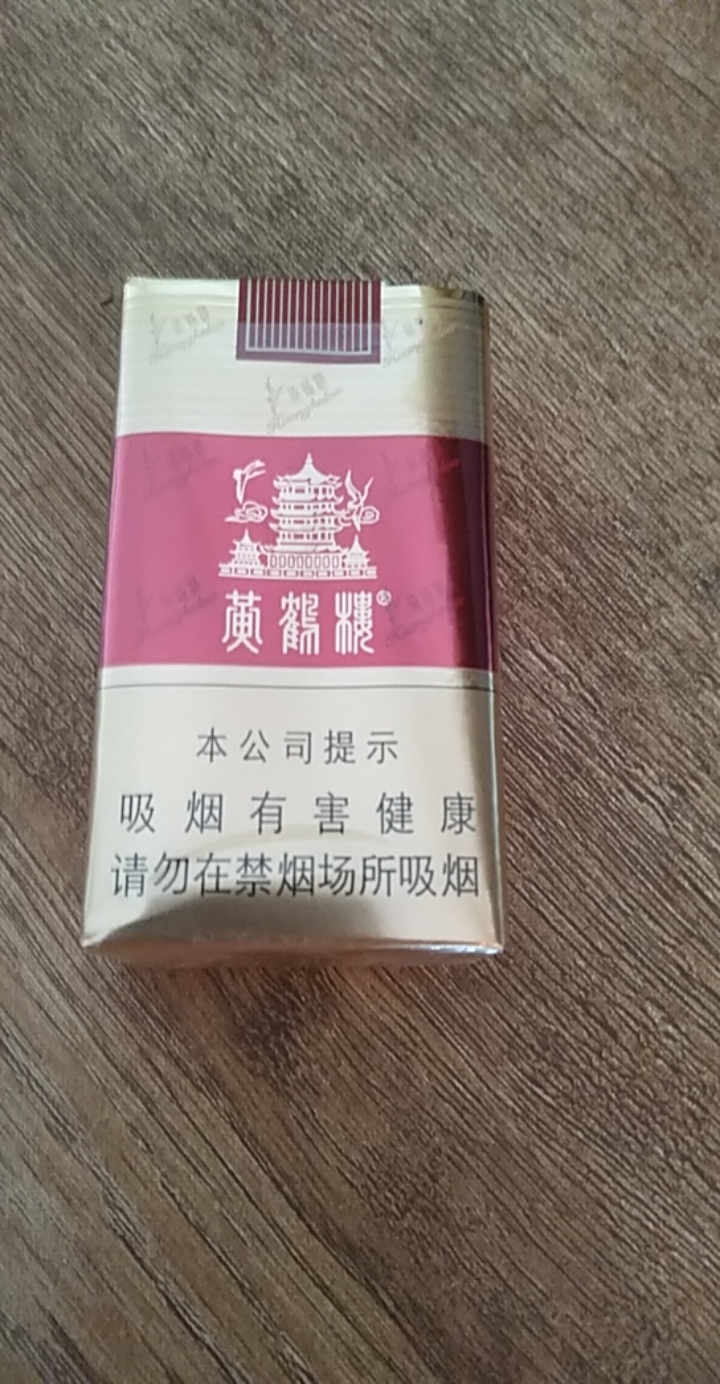 黄鹤楼®
本公司提示
吸烟有害健康
请勿在禁烟场所吸烟